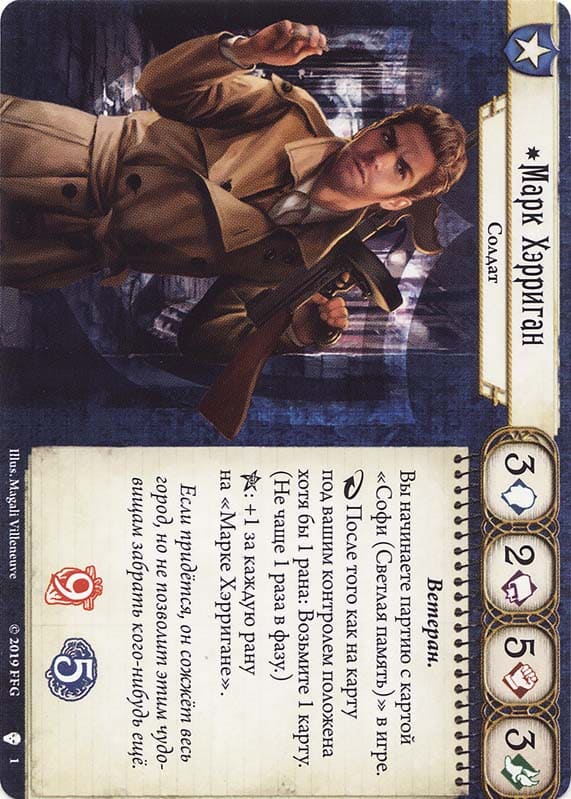 Марк Хэрриган
Солдат
3 2 5 3
Ветеран.
Вы начинаете партию с картой
«Софи (Светлая память)» в игре.
После того как на карту
под вашим контролем положена
хотя бы 1 рана: Возьмите 1 карту.
(Не чаще 1 раза в фазу.)
: +1 за каждую рану
на «Марке Хэрригане».
Если придётся, он сожжёт весь
город, но не позволит этим чудо-
вищам забрать кого-нибудь ещё.
9 5
Illus. Magali Villeneuve © 2019 FFG 1